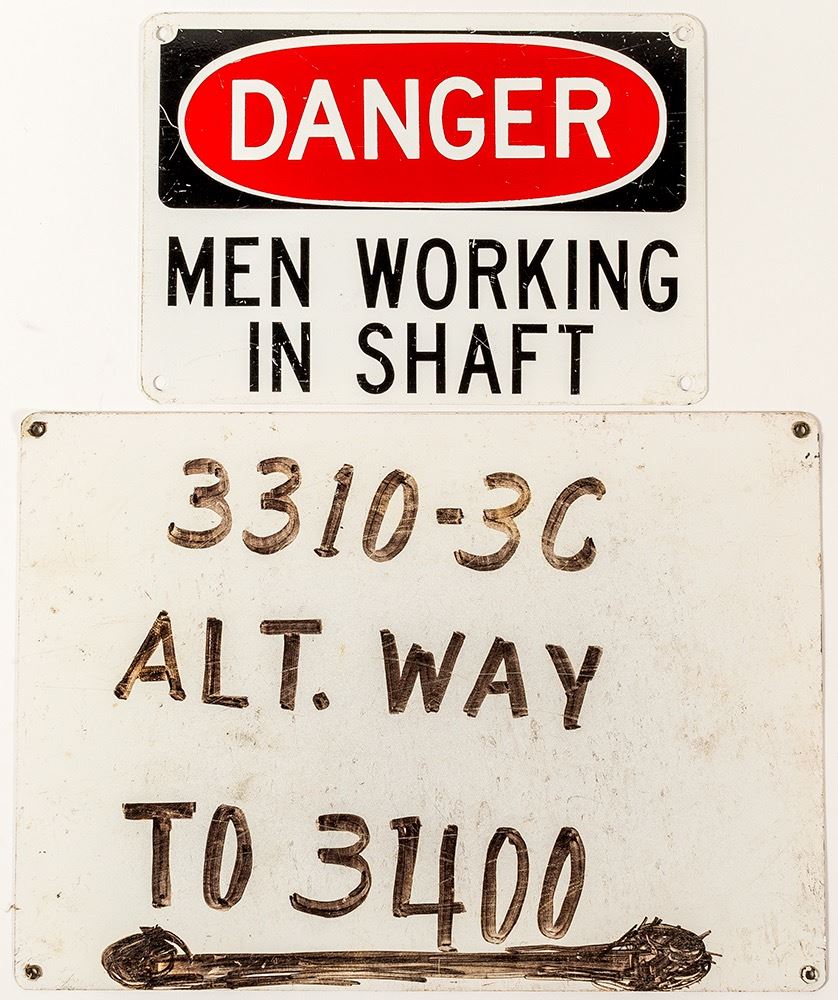 DANGER
MEN WORKING
IN SHAFT
3310-3C
ALT. WAY
TO 3400